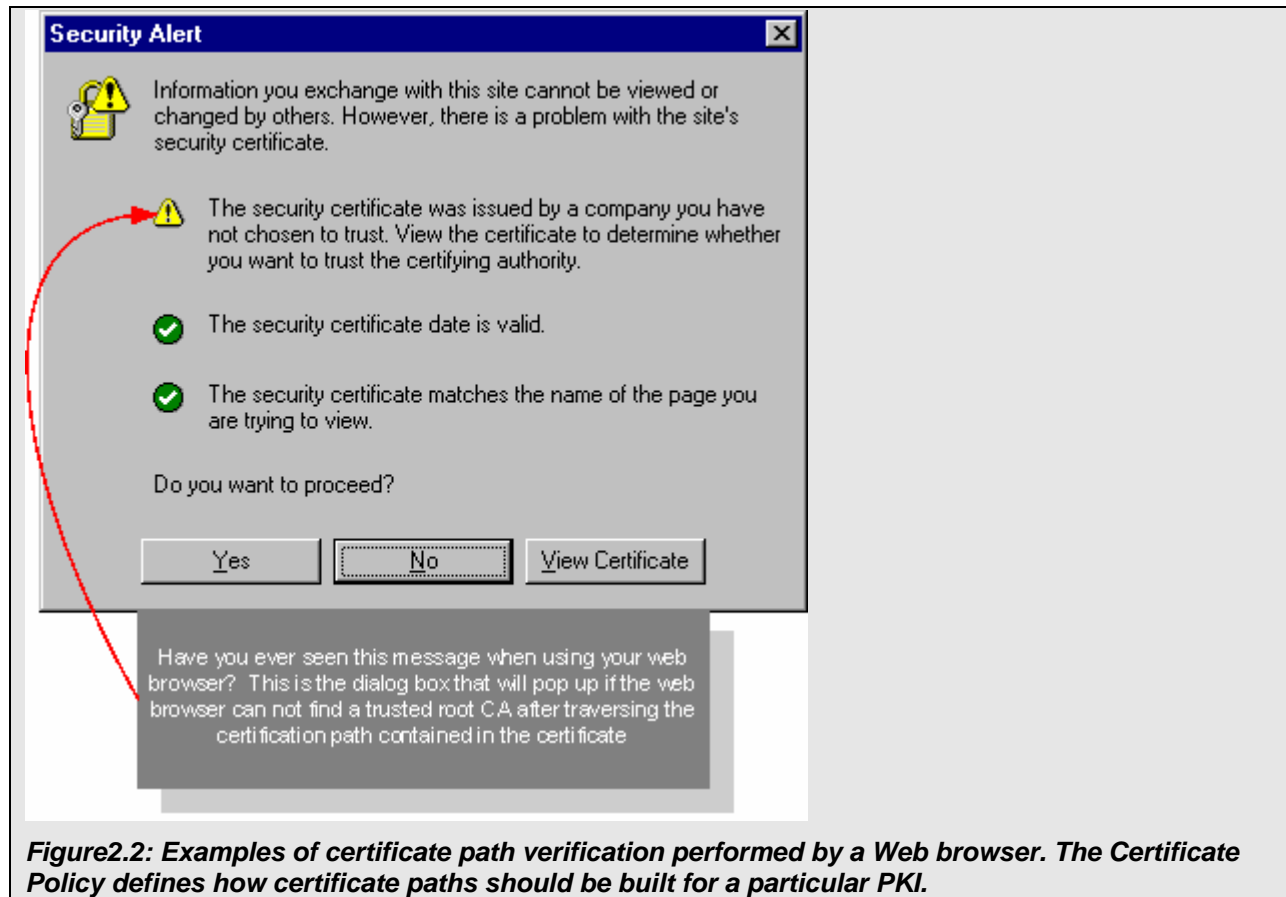 Security Alert
Information you exchange with this site cannot be viewed or
changed by others. However, there is a problem with the site's
security certificate.
The security certificate was issued by a company you have
not chosen to trust. View the certificate to determine whether
you want to trust the certifying authority.
The security certificate date is valid.
The security certificate matches the name of the page you
are trying to view.
Do you want to proceed?
Yes
No
View Certificate
Have you ever seen this message when using your web
browser? This is the dialog box that will pop up if the web
browser can not find a trusted root CA after traversing the
certification path contained in the certificate
Figure2.2: Examples of certificate path verification performed by a Web browser. The Certificate
Policy defines how certificate paths should be built for a particular PKI.